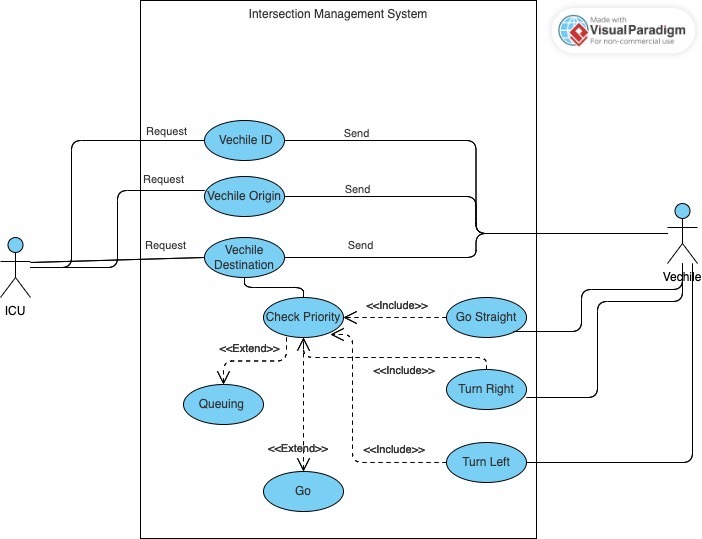 Intersection Management System
Made with
VisualParadigm
For non-commercial use
Request
Vechile ID
Send
Request
Vechile Origin
Send
Request
Vechile
Destination
Send
ICU
Vechile
Check Priority
<<Include>>
Go Straight
<<Extend>>
<<Include>>
Turn Right
Queuing
<<Extend>>
<<Include>>
Turn Left
Go